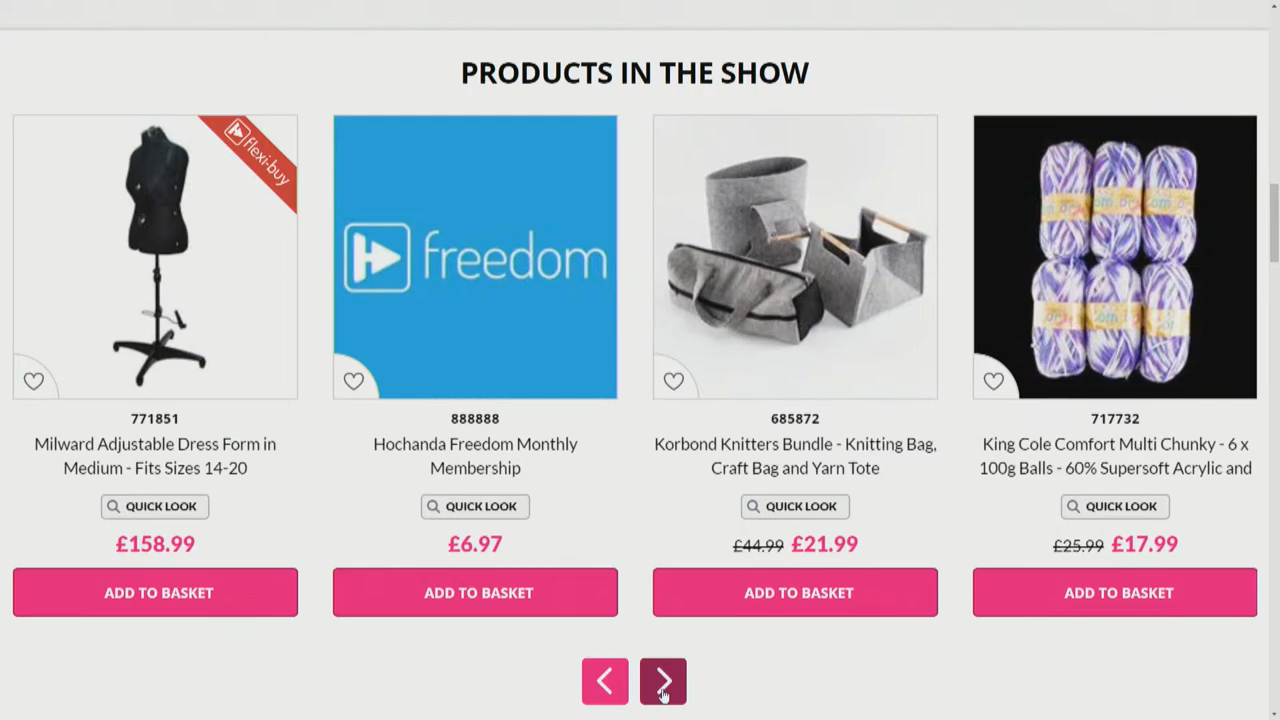 PRODUCTS IN THE SHOW
flexi-buy
freedom
771851
888888
685872
717732
Milward Adjustable Dress Form in
Medium - Fits Sizes 14-20
Hochanda Freedom Monthly
Membership
Korbond Knitters Bundle - Knitting Bag,
Craft Bag and Yarn Tote
King Cole Comfort Multi Chunky - 6 x
100g Balls - 60% Supersoft Acrylic and
QUICK LOOK
QUICK LOOK
QUICK LOOK
QUICK LOOK
£158.99
£6.97
£44.99 £21.99
£25.99 £17.99
ADD TO BASKET
ADD TO BASKET
ADD TO BASKET
ADD TO BASKET